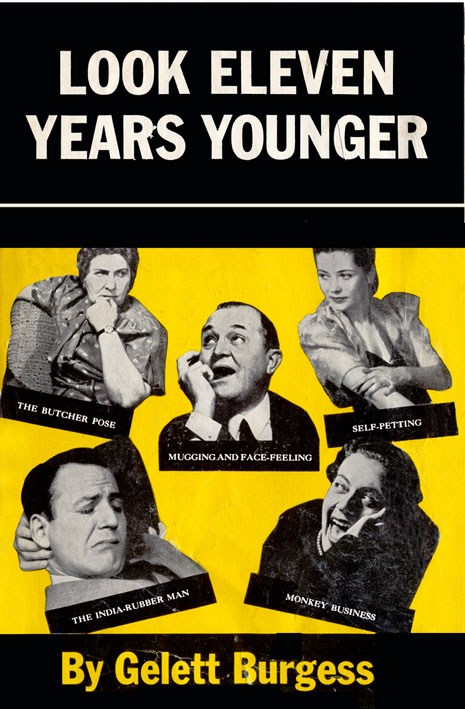 LOOK ELEVEN
YEARS YOUNGER
THE BUTCHER POSE
MUGGING AND FACE-FEELING
SELF-PETTING
THE INDIA-RUBBER MAN
MONKEY BUSINESS
By Gelett Burgess